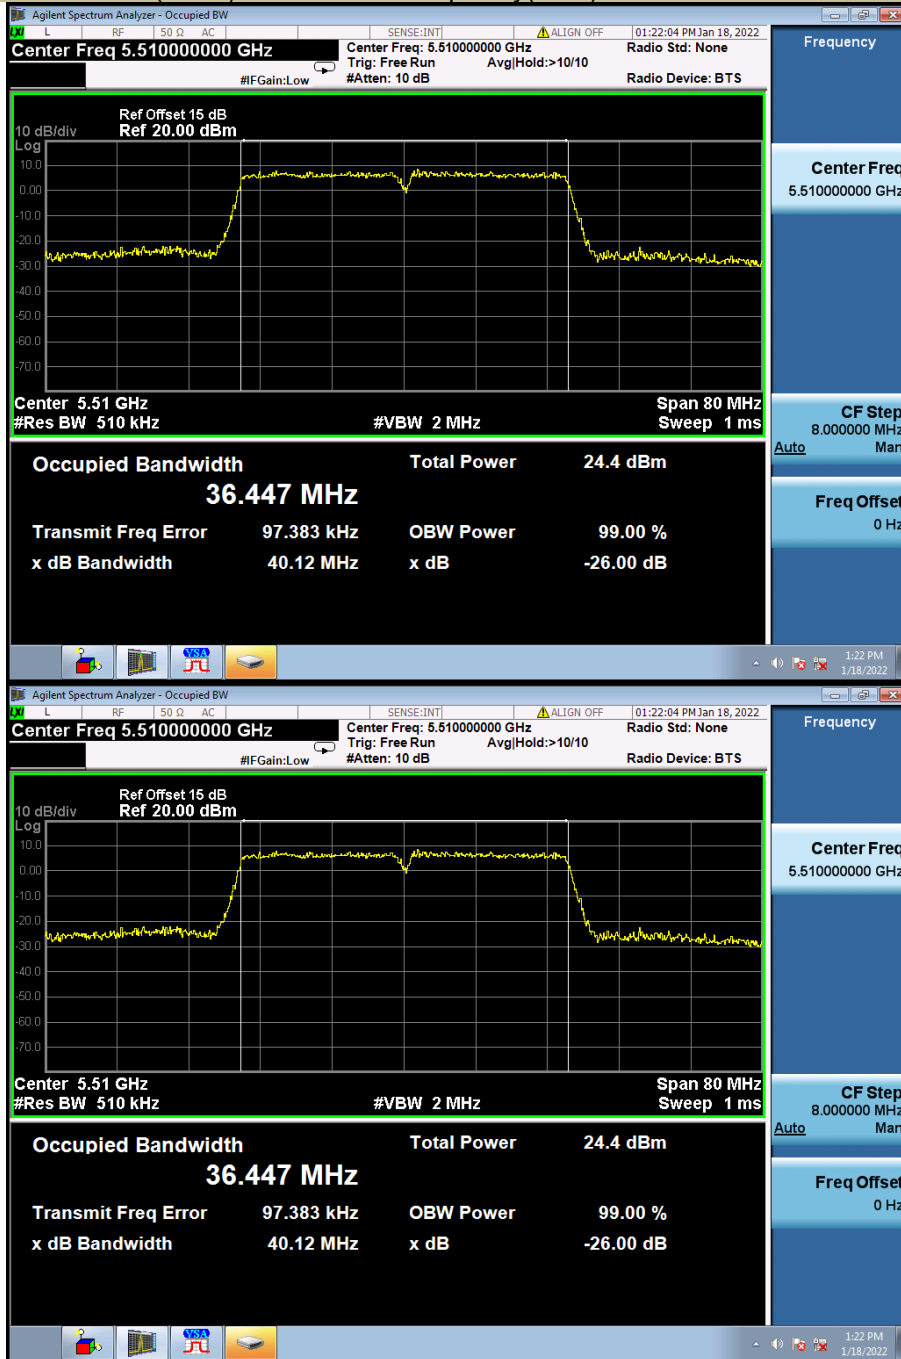 Agilent Spectrum Analyzer - Occupied BW
LXI L RF 50 Ω AC SENSE:INT ALIGN OFF 01:22:04 PM Jan 18, 2022
Center Freq 5.510000000 GHz
Center Freq: 5.510000000 GHz Radio Std: None
Trig: Free Run Avg|Hold:>10/10
#IFGain:Low #Atten: 10 dB Radio Device: BTS
Frequency
Ref Offset 15 dB
10 dB/div Ref 20.00 dBm
Log
10.0
0.00
-10.0
-20.0
-30.0
-40.0
-50.0
-60.0
-70.0
Center 5.51 GHz Span 80 MHz
#Res BW 510 kHz #VBW 2 MHz Sweep 1 ms
Center Freq
5.510000000 GHz
CF Step
8.000000 MHz
Auto Man
Freq Offset
0 Hz
Occupied Bandwidth Total Power 24.4 dBm
36.447 MHz
Transmit Freq Error 97.383 kHz OBW Power 99.00 %
x dB Bandwidth 40.12 MHz x dB -26.00 dB
VSA
1:22 PM
1/18/2022
Agilent Spectrum Analyzer - Occupied BW
LXI L RF 50 Ω AC SENSE:INT ALIGN OFF 01:22:04 PM Jan 18, 2022
Center Freq 5.510000000 GHz
Center Freq: 5.510000000 GHz Radio Std: None
Trig: Free Run Avg|Hold:>10/10
#IFGain:Low #Atten: 10 dB Radio Device: BTS
Frequency
Ref Offset 15 dB
10 dB/div Ref 20.00 dBm
Log
10.0
0.00
-10.0
-20.0
-30.0
-40.0
-50.0
-60.0
-70.0
Center 5.51 GHz Span 80 MHz
#Res BW 510 kHz #VBW 2 MHz Sweep 1 ms
Center Freq
5.510000000 GHz
CF Step
8.000000 MHz
Auto Man
Freq Offset
0 Hz
Occupied Bandwidth Total Power 24.4 dBm
36.447 MHz
Transmit Freq Error 97.383 kHz OBW Power 99.00 %
x dB Bandwidth 40.12 MHz x dB -26.00 dB
VSA
1:22 PM
1/18/2022